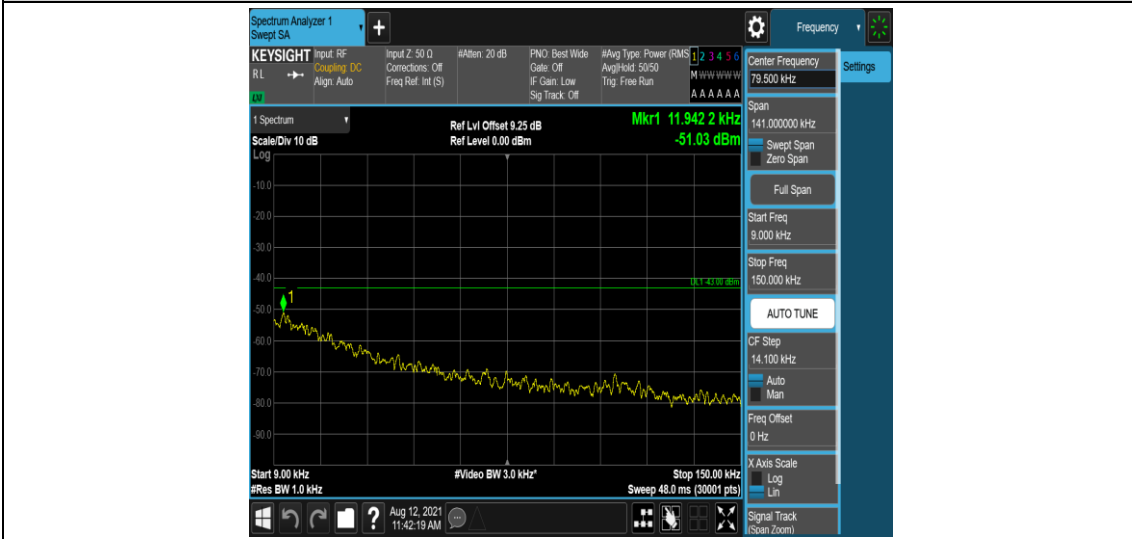 Spectrum Analyzer 1
Swept SA
+
Frequency
KEYSIGHT
RL
Input: RF
Coupling: DC
Align: Auto
Input Z: 50 Ω
Corrections: Off
Freq Ref: Int (S)
#Atten: 20 dB
PNO: Best Wide
Gate: Off
IF Gain: Low
Sig Track: Off
#Avg Type: Power (RMS
Avg|Hold: 50/50
Trig: Free Run
1 2 3 4 5 6
M W W W W W
A A A A A A
1 Spectrum
Scale/Div 10 dB
Log
Ref Lvl Offset 9.25 dB
Ref Level 0.00 dBm
Mkr1 11.942 2 kHz
-51.03 dBm
-10.0
-20.0
-30.0
-40.0
-50.0
-60.0
-70.0
-80.0
-90.0
DL1 -43.00 dBm
1
Start 9.00 kHz
#Res BW 1.0 kHz
#Video BW 3.0 kHz*
Stop 150.00 kHz
Sweep 48.0 ms (30001 pts)
?
Aug 12, 2021
11:42:19 AM
Center Frequency
79.500 kHz
Settings
Span
141.000000 kHz
Swept Span
Zero Span
Full Span
Start Freq
9.000 kHz
Stop Freq
150.000 kHz
AUTO TUNE
CF Step
14.100 kHz
Auto
Man
Freq Offset
0 Hz
X Axis Scale
Log
Lin
Signal Track
(Span Zoom)